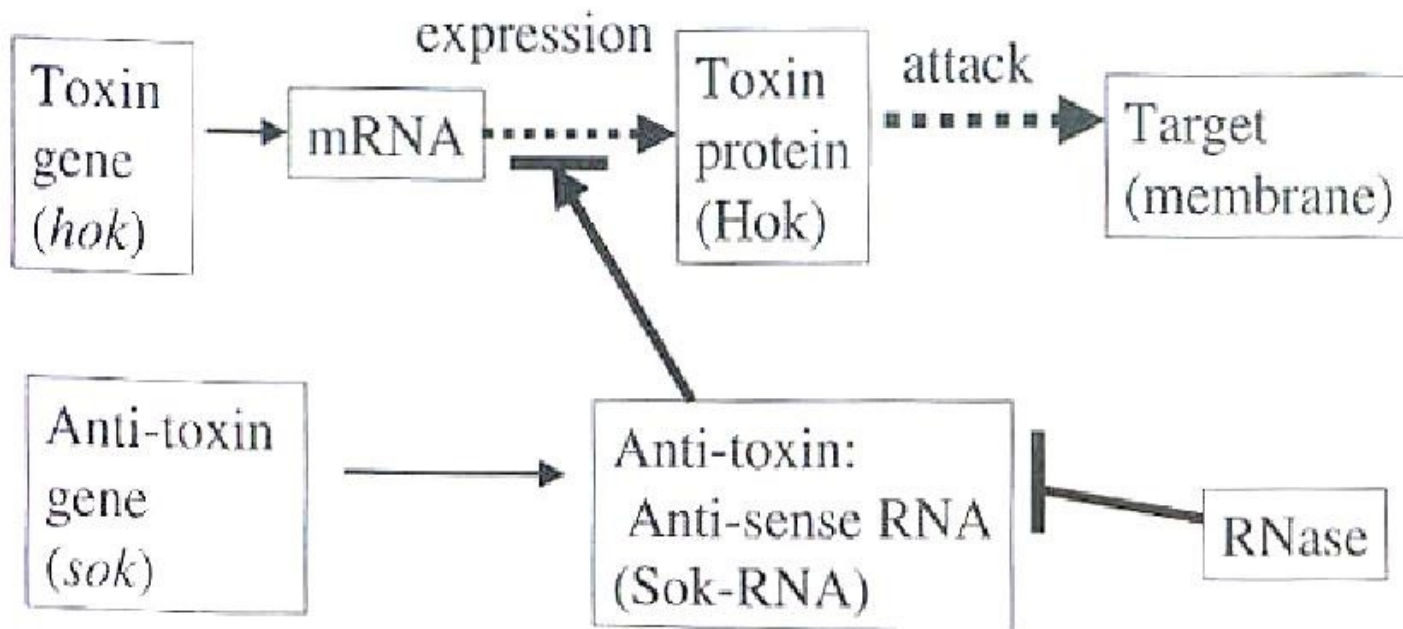 expression
Toxin
gene
(hok)
mRNA
Toxin
protein
(Hok)
attack
Target
(membrane)
Anti-toxin
gene
(sok)
Anti-toxin:
Anti-sense RNA
(Sok-RNA)
RNase